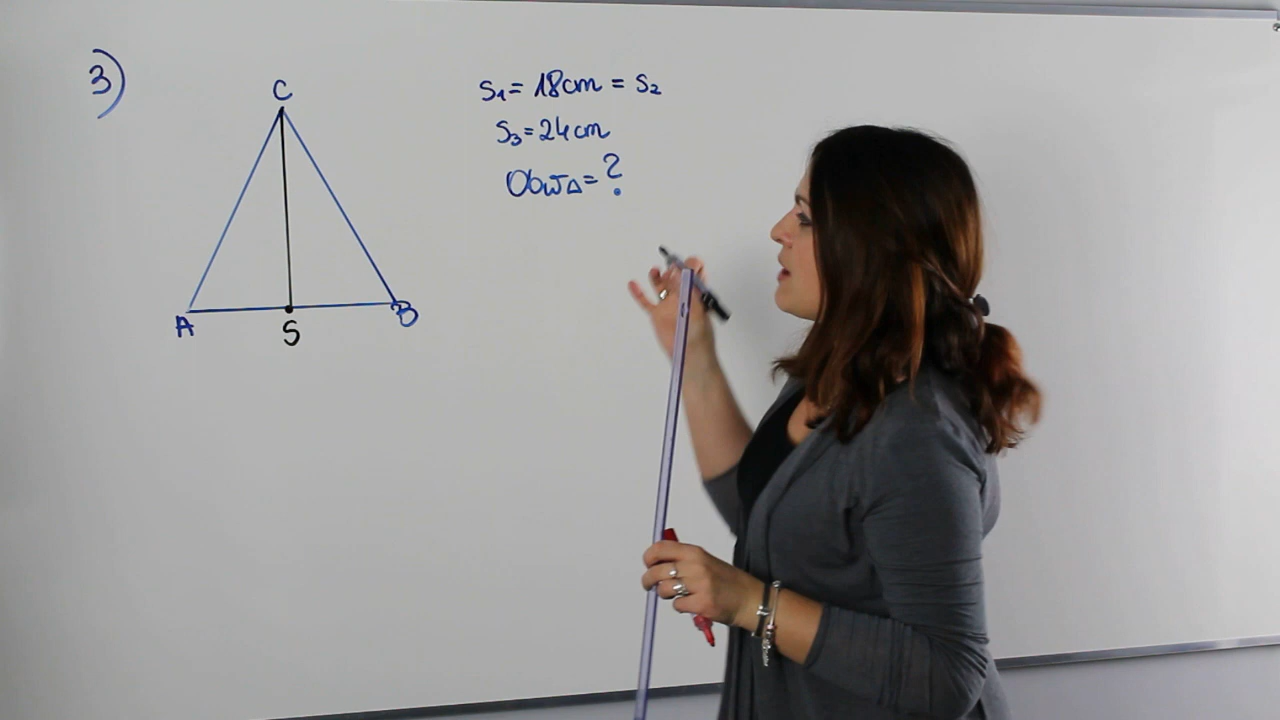 3)
C
A
S
B
S₁ = 18cm = S₂
S₃ = 24cm
Obw△ = ?